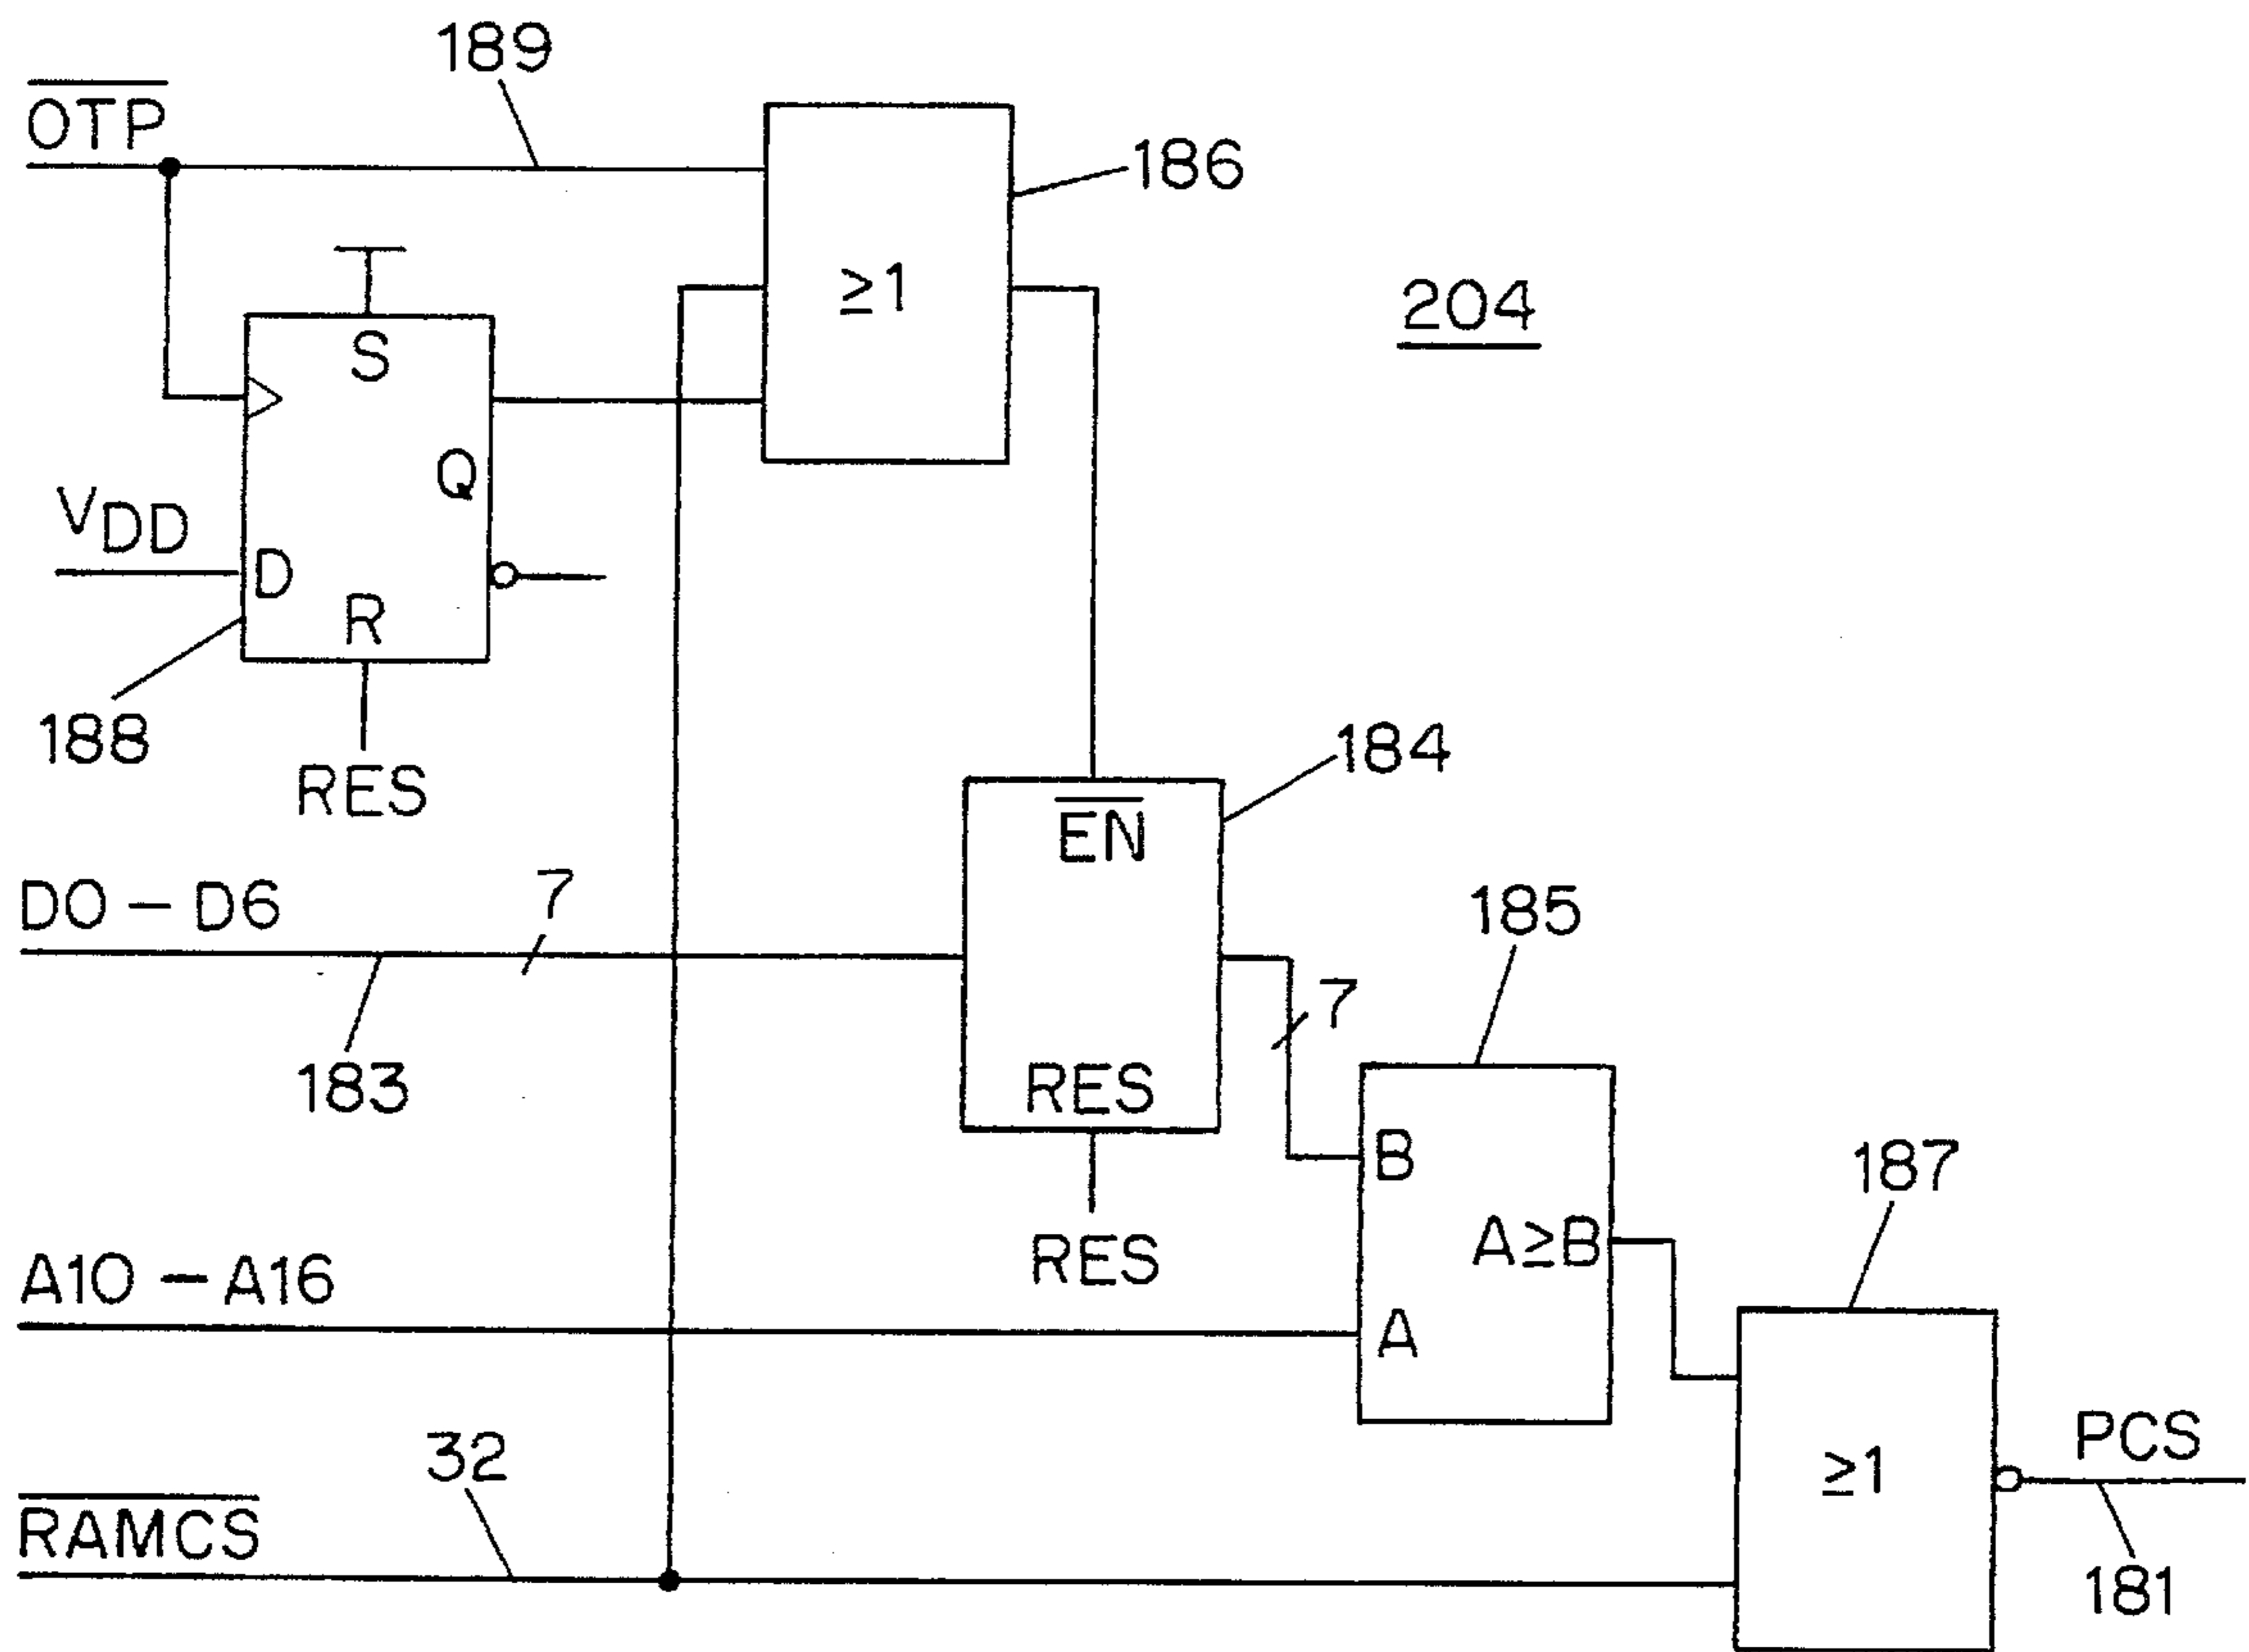 189
OTP
186
≥1
204
S
Q
VDD
D
R
188
RES
184
EN
D0 – D6
7
185
183
7
RES
B
187
RES
A≥B
A10 – A16
A
32
PCS
≥1
RAMCS
181